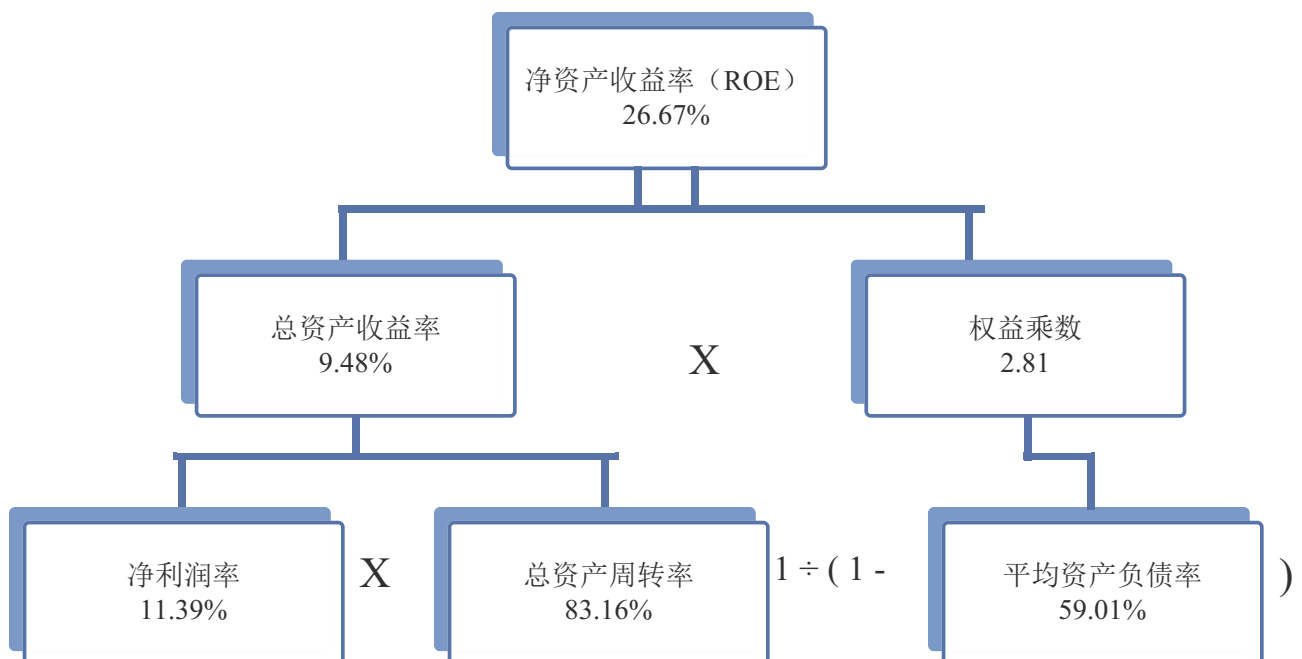 净资产收益率（ROE）
26.67%
总资产收益率
9.48%
X
权益乘数
2.81
净利润率
11.39%
X
总资产周转率
83.16%
1 ÷ ( 1 -
平均资产负债率
59.01%
)